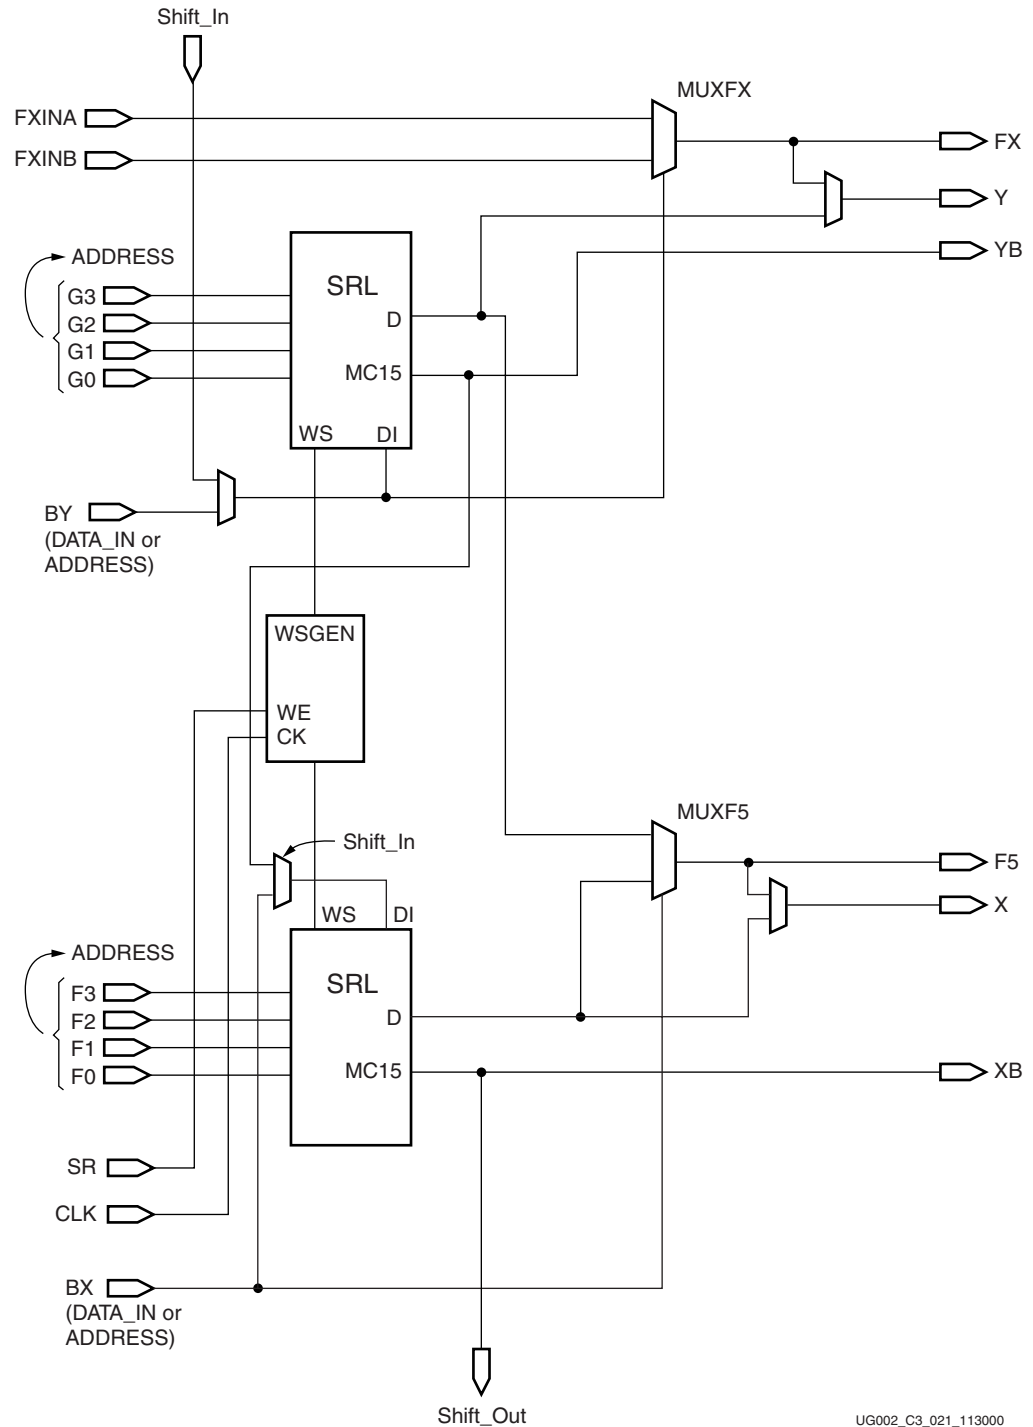 Shift_In
MUXFX
FXINA
FX
FXINB
Y
YB
ADDRESS
SRL
G3
G2
D
G1
G0
MC15
WS
DI
BY
(DATA_IN or
ADDRESS)
WSGEN
WE
CK
MUXF5
Shift_In
F5
X
WS
DI
ADDRESS
SRL
F3
F2
D
F1
F0
MC15
XB
SR
CLK
BX
(DATA_IN or
ADDRESS)
Shift_Out
UG002_C3_021_113000